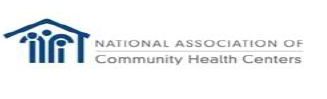 NATIONAL ASSOCIATION OF
Community Health Centers